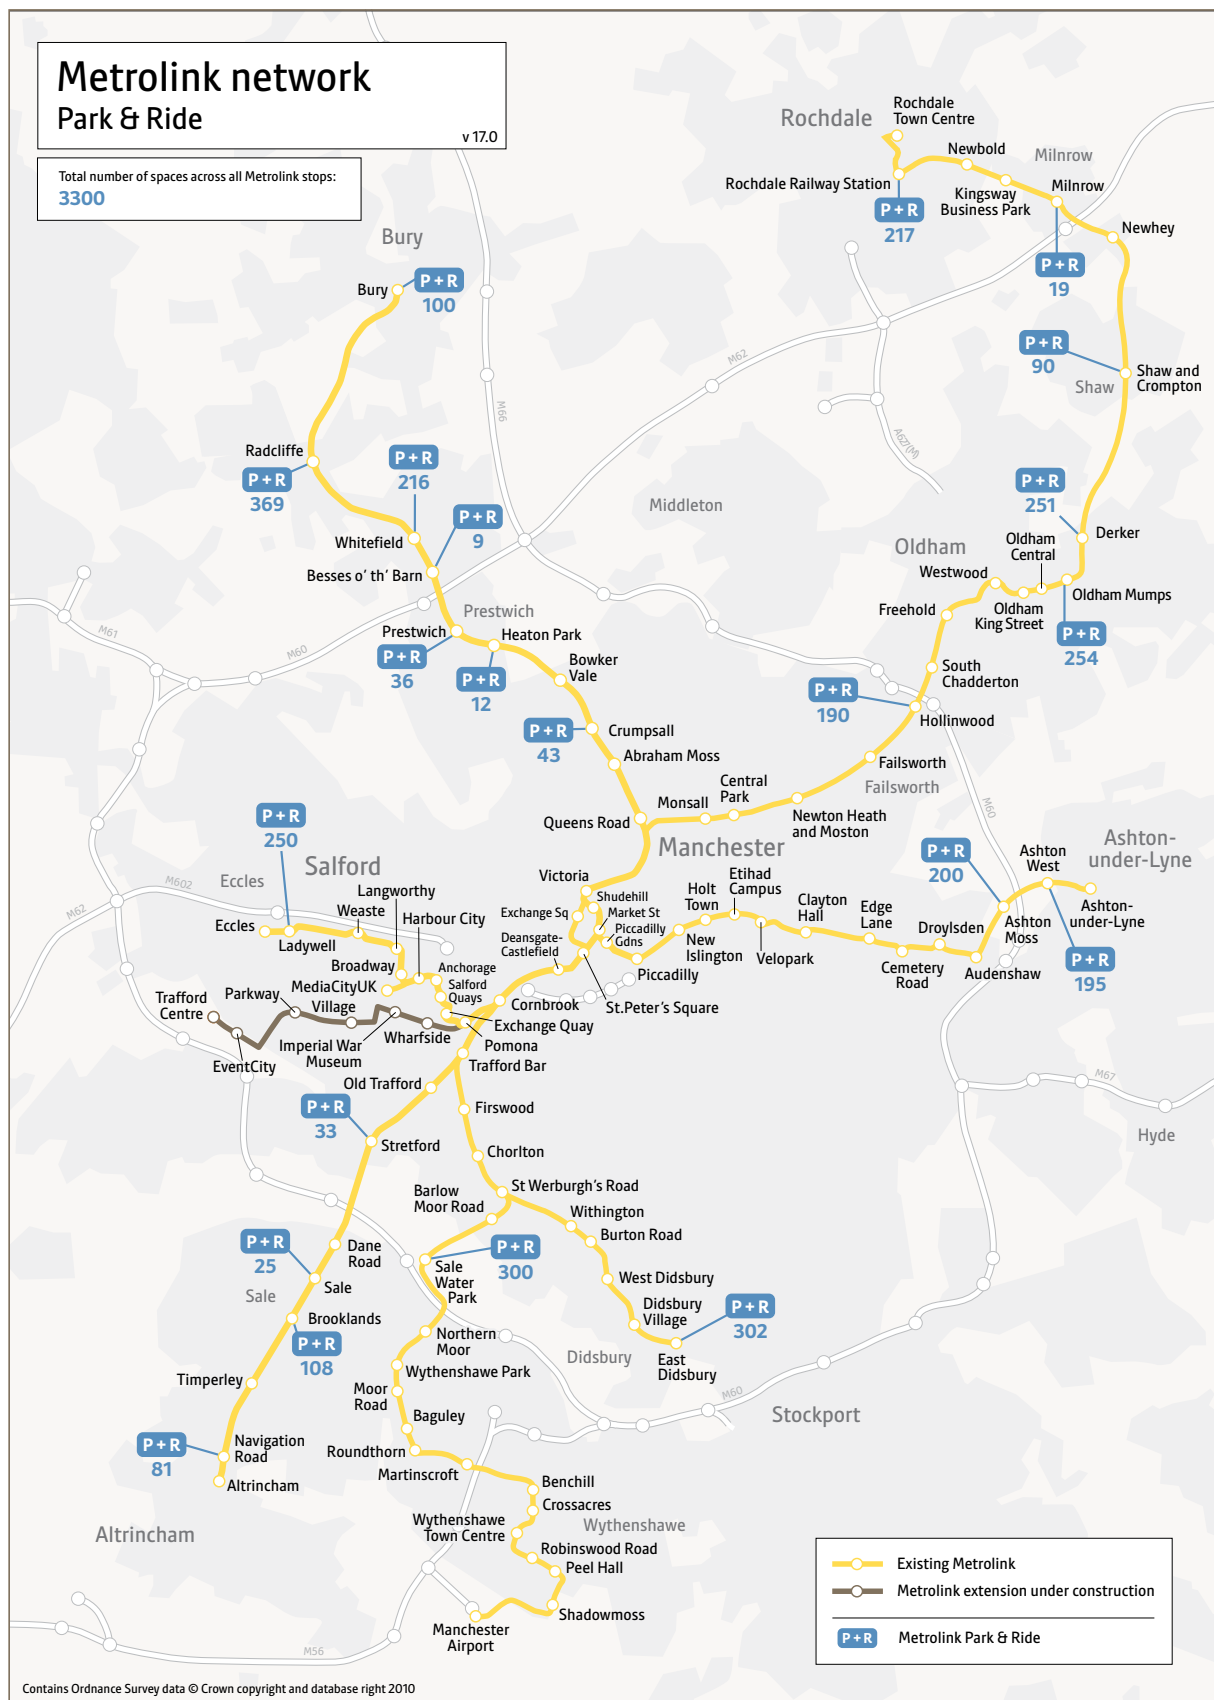 Metrolink network
Park & Ride
v 17.0
Total number of spaces across all Metrolink stops:
3300
Rochdale
Rochdale
Town Centre
Newbold
Milnrow
Rochdale Railway Station
Kingsway
Business Park
Milnrow
P + R
217
Newhey
P + R
19
Bury
Bury
P + R
100
M62
M66
P + R
90
Shaw
Shaw and
Crompton
A627(M)
Radcliffe
P + R
369
P + R
216
Whitefield
P + R
9
Besses o' th' Barn
Middleton
P + R
251
Derker
Oldham
Oldham
Central
Westwood
Oldham Mumps
Freehold
Oldham
King Street
P + R
254
M61
M60
Prestwich
Prestwich
Heaton Park
P + R
36
P + R
12
Bowker
Vale
South
Chadderton
P + R
190
Hollinwood
P + R
43
Crumpsall
Abraham Moss
Failsworth
Failsworth
Central
Park
Monsall
Newton Heath
and Moston
Queens Road
M60
Manchester
P + R
250
Salford
Eccles
M602
M62
Langworthy
Weaste
Harbour City
Eccles
Ladywell
Broadway
MediaCityUK
Anchorage
Salford
Quays
Victoria
Shudehill
Exchange Sq
Market St
Piccadilly
Gdns
Deansgate-
Castlefield
Holt
Town
Etihad
Campus
New
Islington
Velopark
Piccadilly
Clayton
Hall
Edge
Lane
Cemetery
Road
Droylsden
Audenshaw
P + R
200
Ashton
Moss
Ashton
West
Ashton-
under-Lyne
Ashton-
under-Lyne
P + R
195
Cornbrook
St.Peter's Square
Exchange Quay
Pomona
Trafford Bar
Trafford
Centre
Parkway
Village
EventCity
Imperial War
Museum
Wharfside
Old Trafford
P + R
33
Stretford
Firswood
Chorlton
M67
Hyde
St Werburgh's Road
Barlow
Moor Road
Withington
Burton Road
P + R
25
Dane
Road
Sale
Sale
P + R
300
Sale
Water
Park
West Didsbury
Didsbury
Village
P + R
302
East
Didsbury
Didsbury
Brooklands
P + R
108
Northern
Moor
Wythenshawe Park
Timperley
Moor
Road
M60
Stockport
Baguley
P + R
81
Navigation
Road
Altrincham
Roundthorn
Martinscroft
Benchill
Crossacres
Wythenshawe
Wythenshawe
Town Centre
Altrincham
Robinswood Road
Peel Hall
Shadowmoss
Manchester
Airport
M56
Existing Metrolink
Metrolink extension under construction
P + R
Metrolink Park & Ride
Contains Ordnance Survey data © Crown copyright and database right 2010